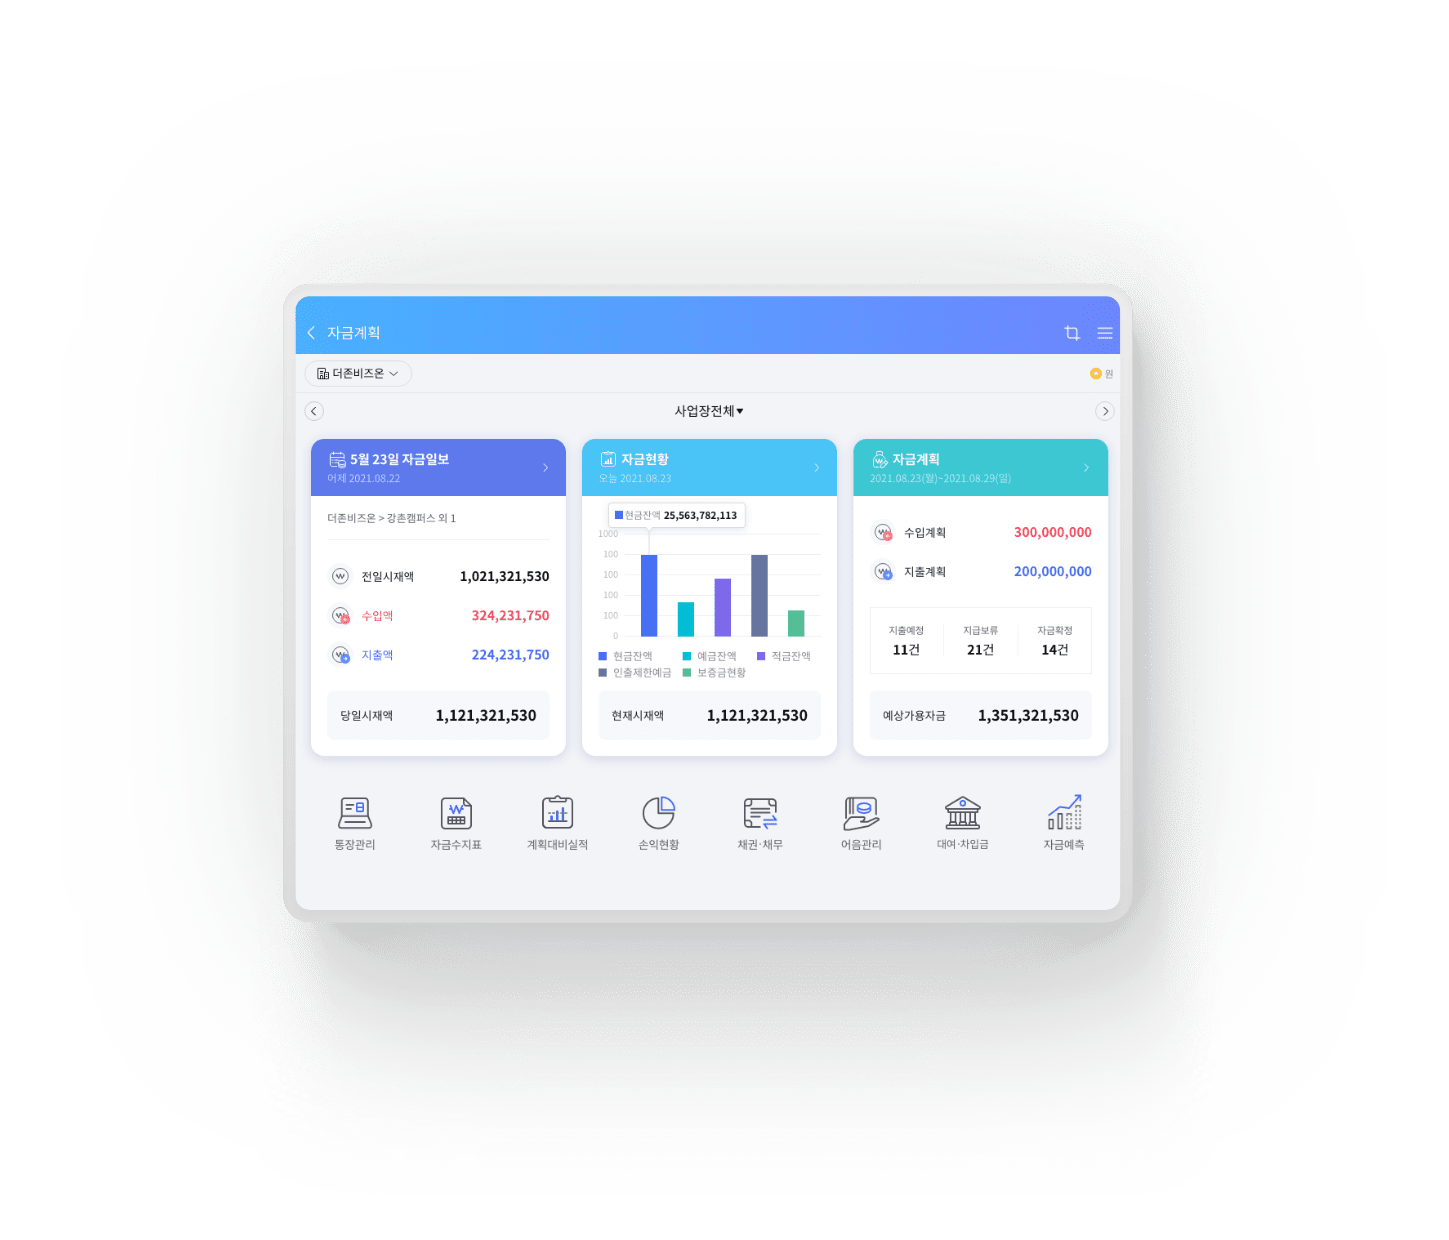 자금계획
더존비즈온
원
사업장전체▾
5월 23일 자금일보
어제 2021.08.22
더존비즈온 > 강촌캠퍼스 외 1
전일시재액 1,021,321,530
수입액 324,231,750
지출액 224,231,750
당일시재액 1,121,321,530
자금현황
오늘 2021.08.23
현금잔액 25,563,782,113
1000
100
100
100
100
0
현금잔액 예금잔액 적금잔액
인출제한예금 보증금현황
현재시재액 1,121,321,530
자금계획
2021.08.23(월)~2021.08.29(일)
수입계획 300,000,000
지출계획 200,000,000
지출예정 지급보류 자금확정
11건 21건 14건
예상가용자금 1,351,321,530
통장관리 자금수지표 계획대비실적 손익현황 채권·채무 어음관리 대여·차입금 자금예측